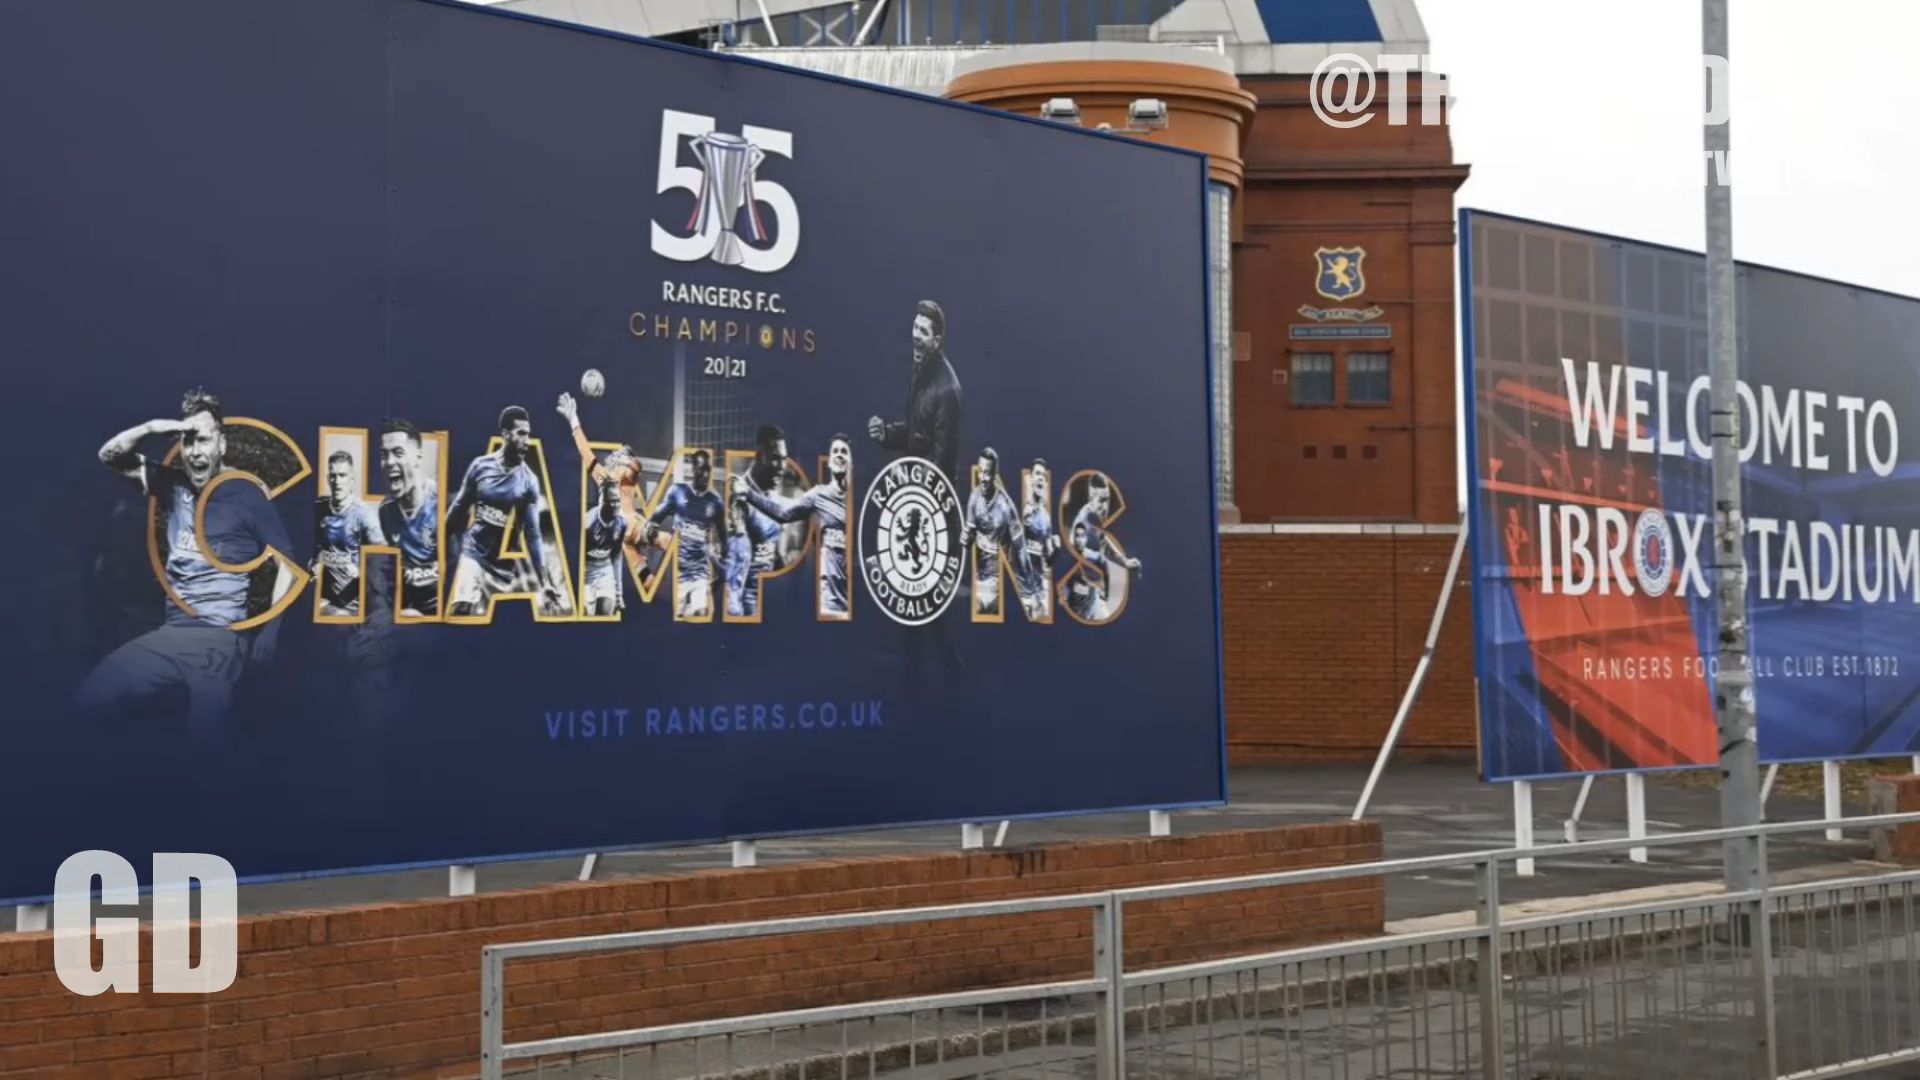 55
RANGERS F.C.
CHAMPIONS
20|21
CHAMPIONS
RANGERS
READY
FOOTBALL CLUB
VISIT RANGERS.CO.UK
WELCOME TO
IBROX STADIUM
RANGERS FOOTBALL CLUB EST.1872
37
GD